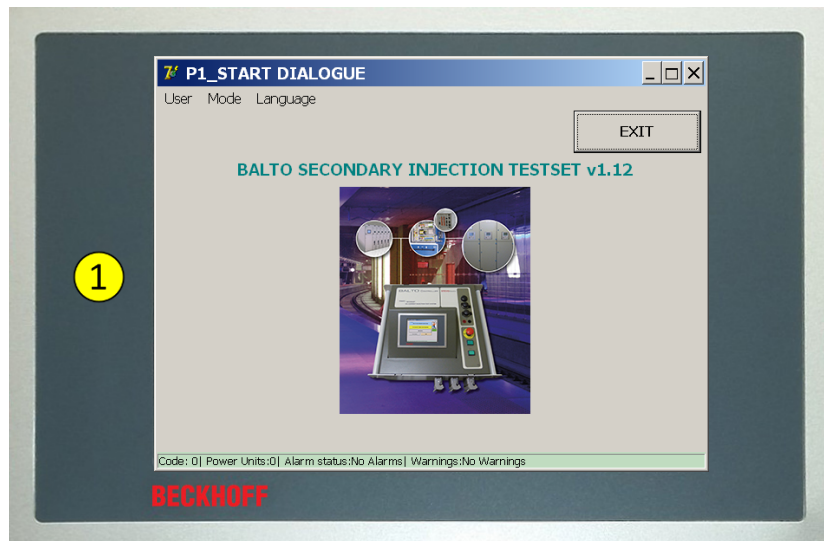 P1_START DIALOGUE
User Mode Language
EXIT
BALTO SECONDARY INJECTION TESTSET v1.12
1
Code: 0| Power Units:0| Alarm status:No Alarms| Warnings:No Warnings
BECKHOFF